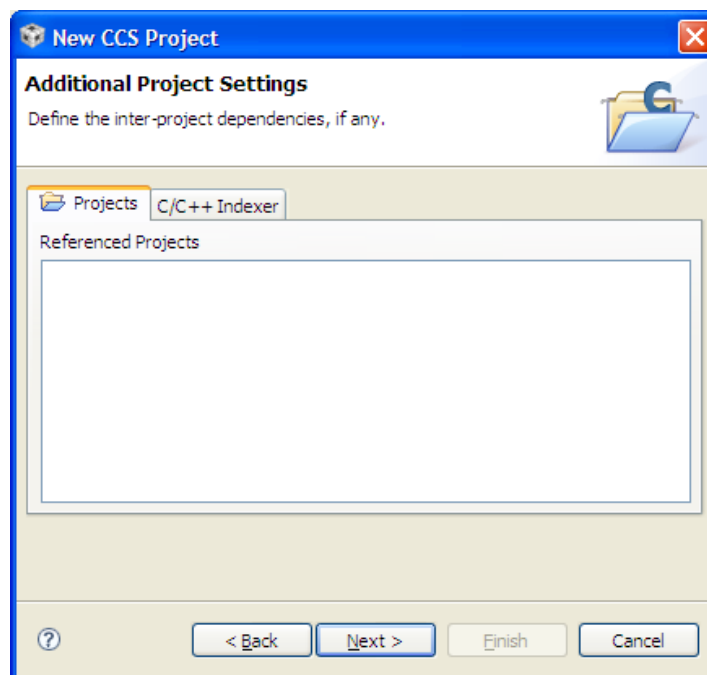 New CCS Project
Additional Project Settings
Define the inter-project dependencies, if any.
Projects
C/C++ Indexer
Referenced Projects
?
< Back
Next >
Finish
Cancel